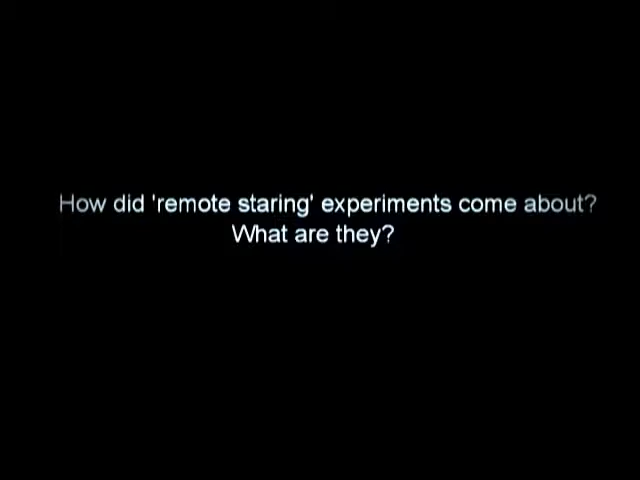 How did 'remote staring' experiments come about?
What are they?